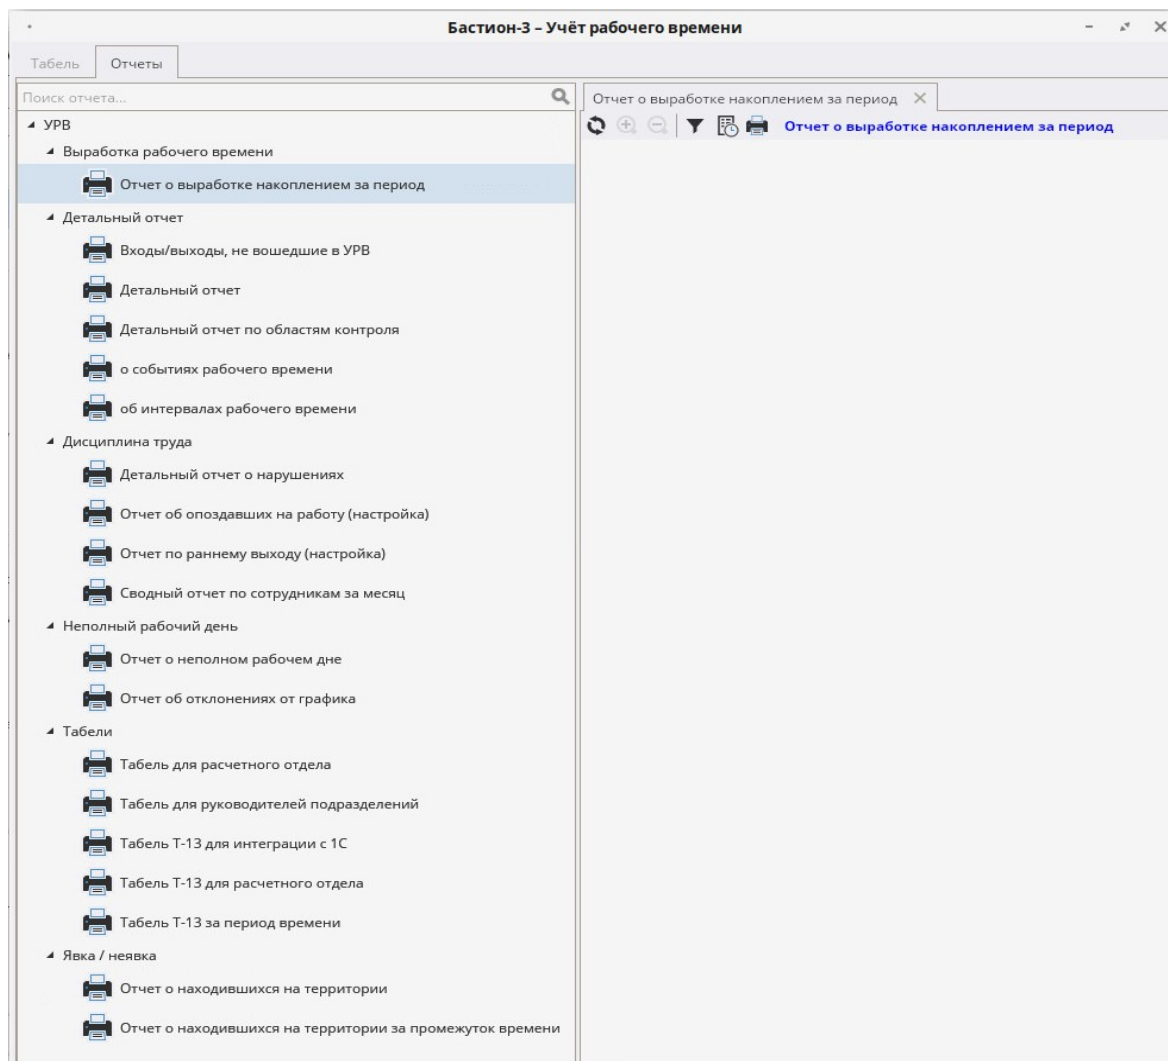 Бастион-3 – Учёт рабочего времени
Табель
Отчеты
Поиск отчета...
УРВ
Выработка рабочего времени
Отчет о выработке накоплением за период
Детальный отчет
Входы/выходы, не вошедшие в УРВ
Детальный отчет
Детальный отчет по областям контроля
о событиях рабочего времени
об интервалах рабочего времени
Дисциплина труда
Детальный отчет о нарушениях
Отчет об опоздавших на работу (настройка)
Отчет по раннему выходу (настройка)
Сводный отчет по сотрудникам за месяц
Неполный рабочий день
Отчет о неполном рабочем дне
Отчет об отклонениях от графика
Табели
Табель для расчетного отдела
Табель для руководителей подразделений
Табель Т-13 для интеграции с 1С
Табель Т-13 для расчетного отдела
Табель Т-13 за период времени
Явка / неявка
Отчет о находившихся на территории
Отчет о находившихся на территории за промежуток времени
Отчет о выработке накоплением за период
Отчет о выработке накоплением за период